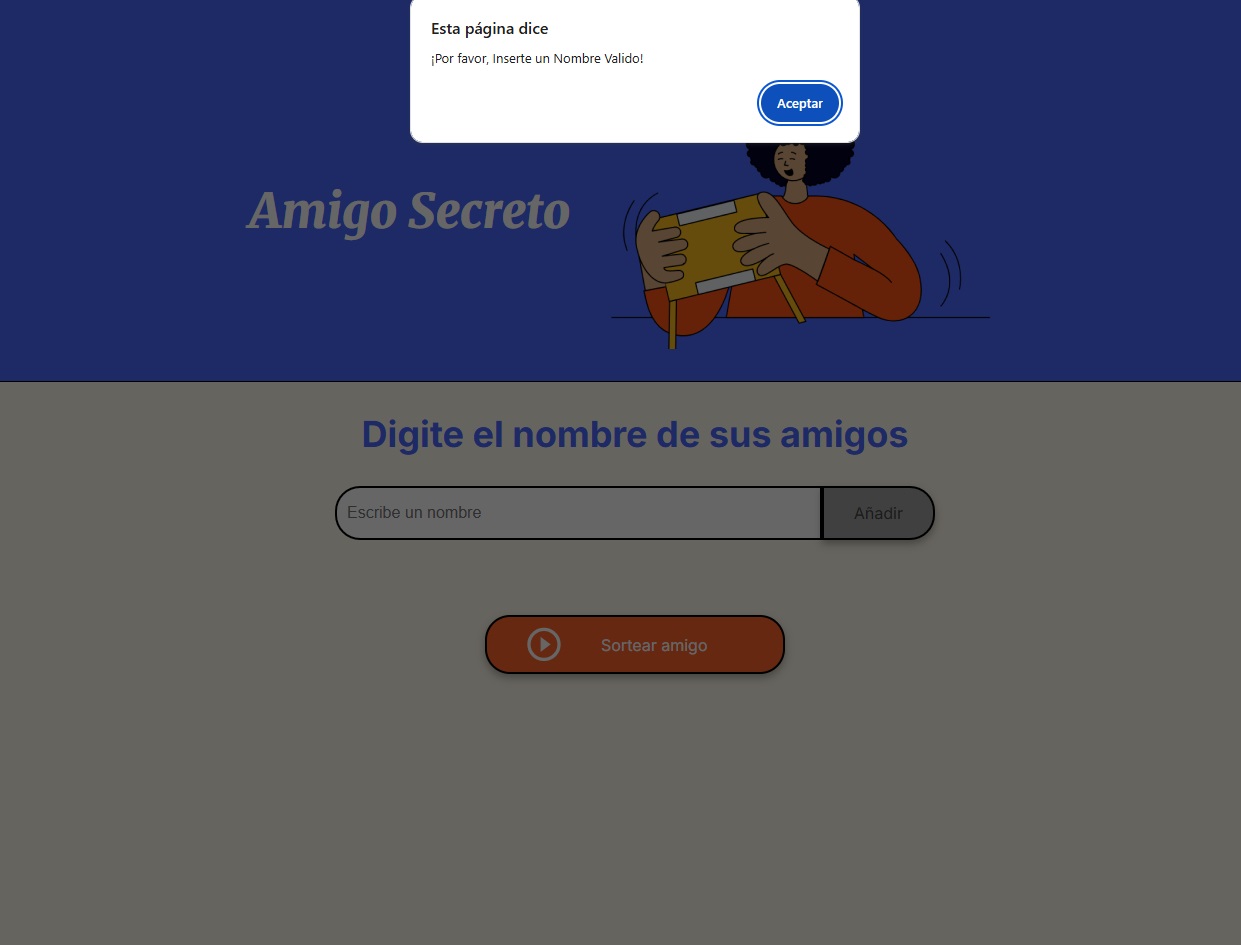 Esta página dice
¡Por favor, Inserte un Nombre Valido!
Aceptar
Amigo Secreto
Digite el nombre de sus amigos
Escribe un nombre
Añadir
Sortear amigo